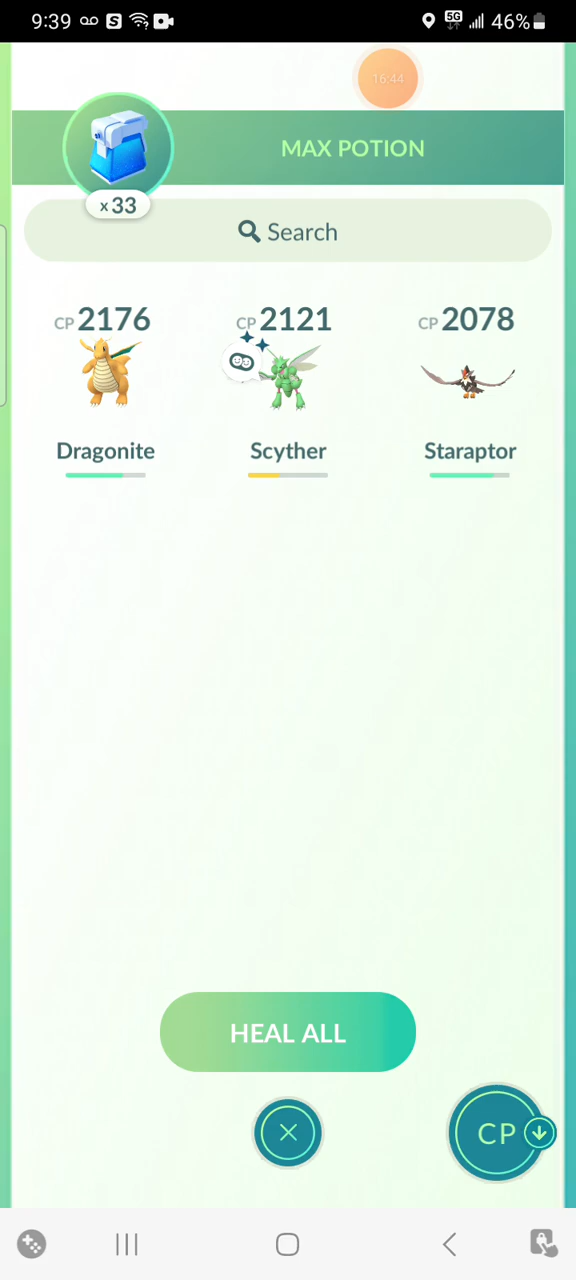 9:39 S 5G 46%
16:44
MAX POTION
×33
Search
CP 2176 CP 2121 CP 2078
Dragonite Scyther Staraptor
HEAL ALL
CP